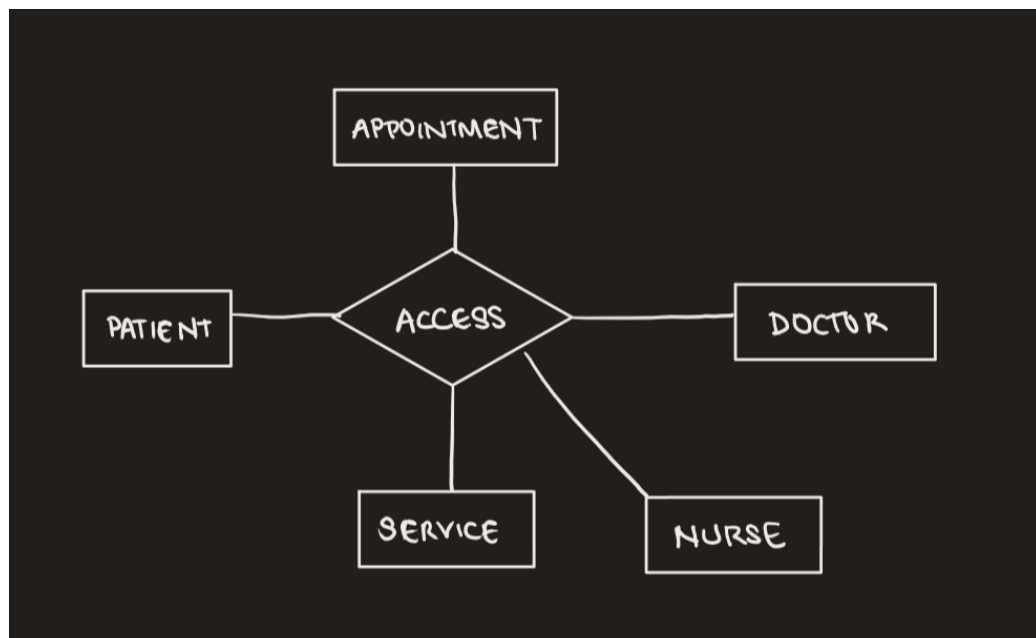 APPOINTMENT
PATIENT
ACCESS
DOCTOR
SERVICE
NURSE